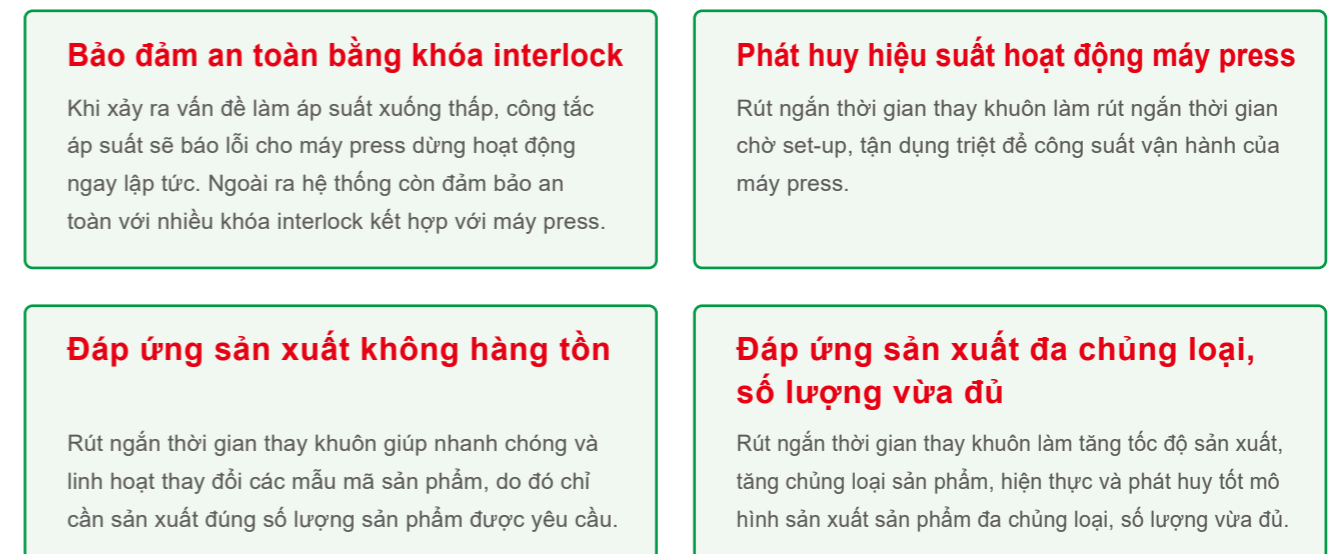 Bảo đảm an toàn bằng khóa interlock
Khi xảy ra vấn đề làm áp suất xuống thấp, công tắc
áp suất sẽ báo lỗi cho máy press dừng hoạt động
ngay lập tức. Ngoài ra hệ thống còn đảm bảo an
toàn với nhiều khóa interlock kết hợp với máy press.
Phát huy hiệu suất hoạt động máy press
Rút ngắn thời gian thay khuôn làm rút ngắn thời gian
chờ set-up, tận dụng triệt để công suất vận hành của
máy press.
Đáp ứng sản xuất không hàng tồn
Rút ngắn thời gian thay khuôn giúp nhanh chóng và
linh hoạt thay đổi các mẫu mã sản phẩm, do đó chỉ
cần sản xuất đúng số lượng sản phẩm được yêu cầu.
Đáp ứng sản xuất đa chủng loại,
số lượng vừa đủ
Rút ngắn thời gian thay khuôn làm tăng tốc độ sản xuất,
tăng chủng loại sản phẩm, hiện thực và phát huy tốt mô
hình sản xuất sản phẩm đa chủng loại, số lượng vừa đủ.